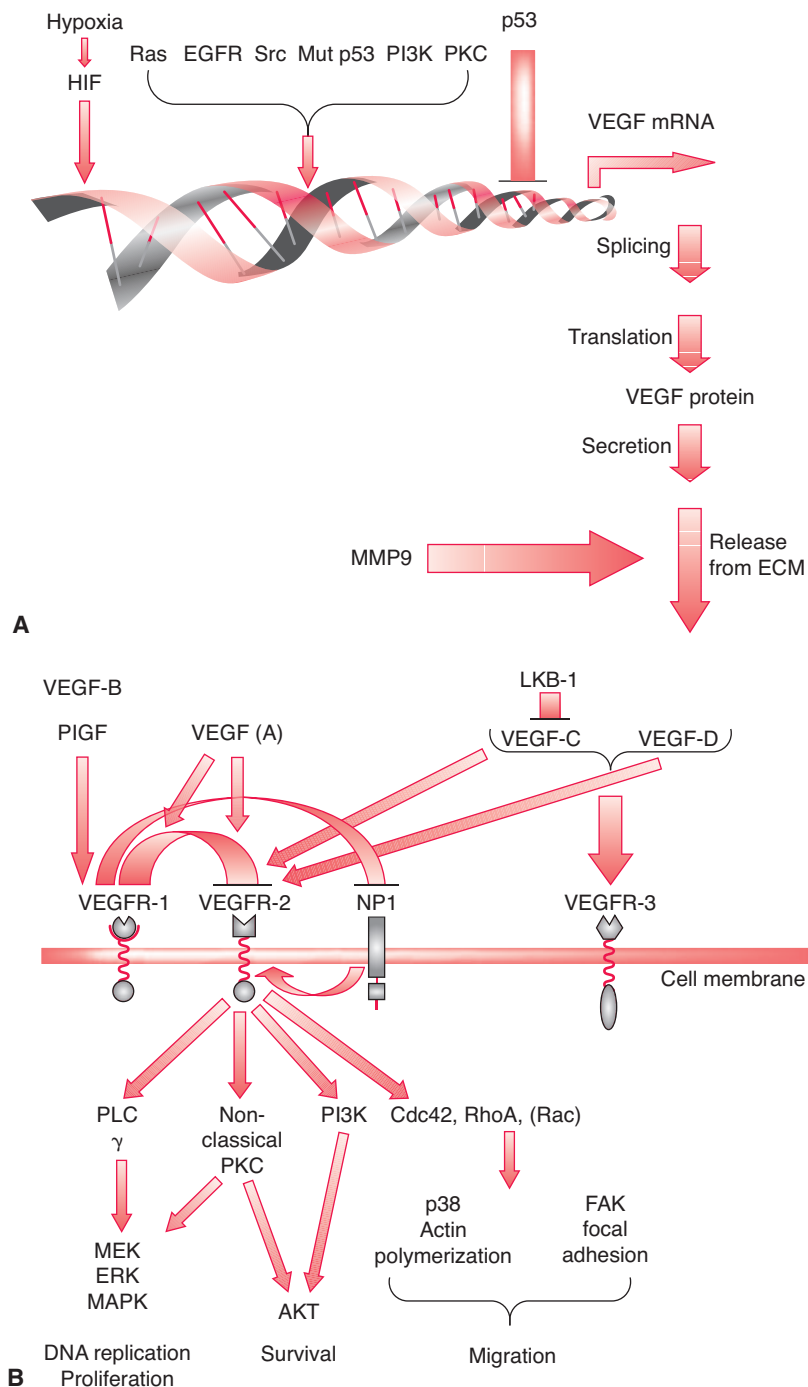 Hypoxia
HIF
Ras EGFR Src Mut p53 PI3K PKC
p53
VEGF mRNA
Splicing
Translation
VEGF protein
Secretion
MMP9
Release
from ECM
A
VEGF-B
PIGF
VEGF (A)
LKB-1
VEGF-C
VEGF-D
VEGFR-1
VEGFR-2
NP1
VEGFR-3
Cell membrane
PLC
γ
Non-
classical
PKC
PI3K
Cdc42, RhoA, (Rac)
MEK
ERK
MAPK
AKT
p38
Actin
polymerization
FAK
focal
adhesion
DNA replication
Proliferation
Survival
Migration
B